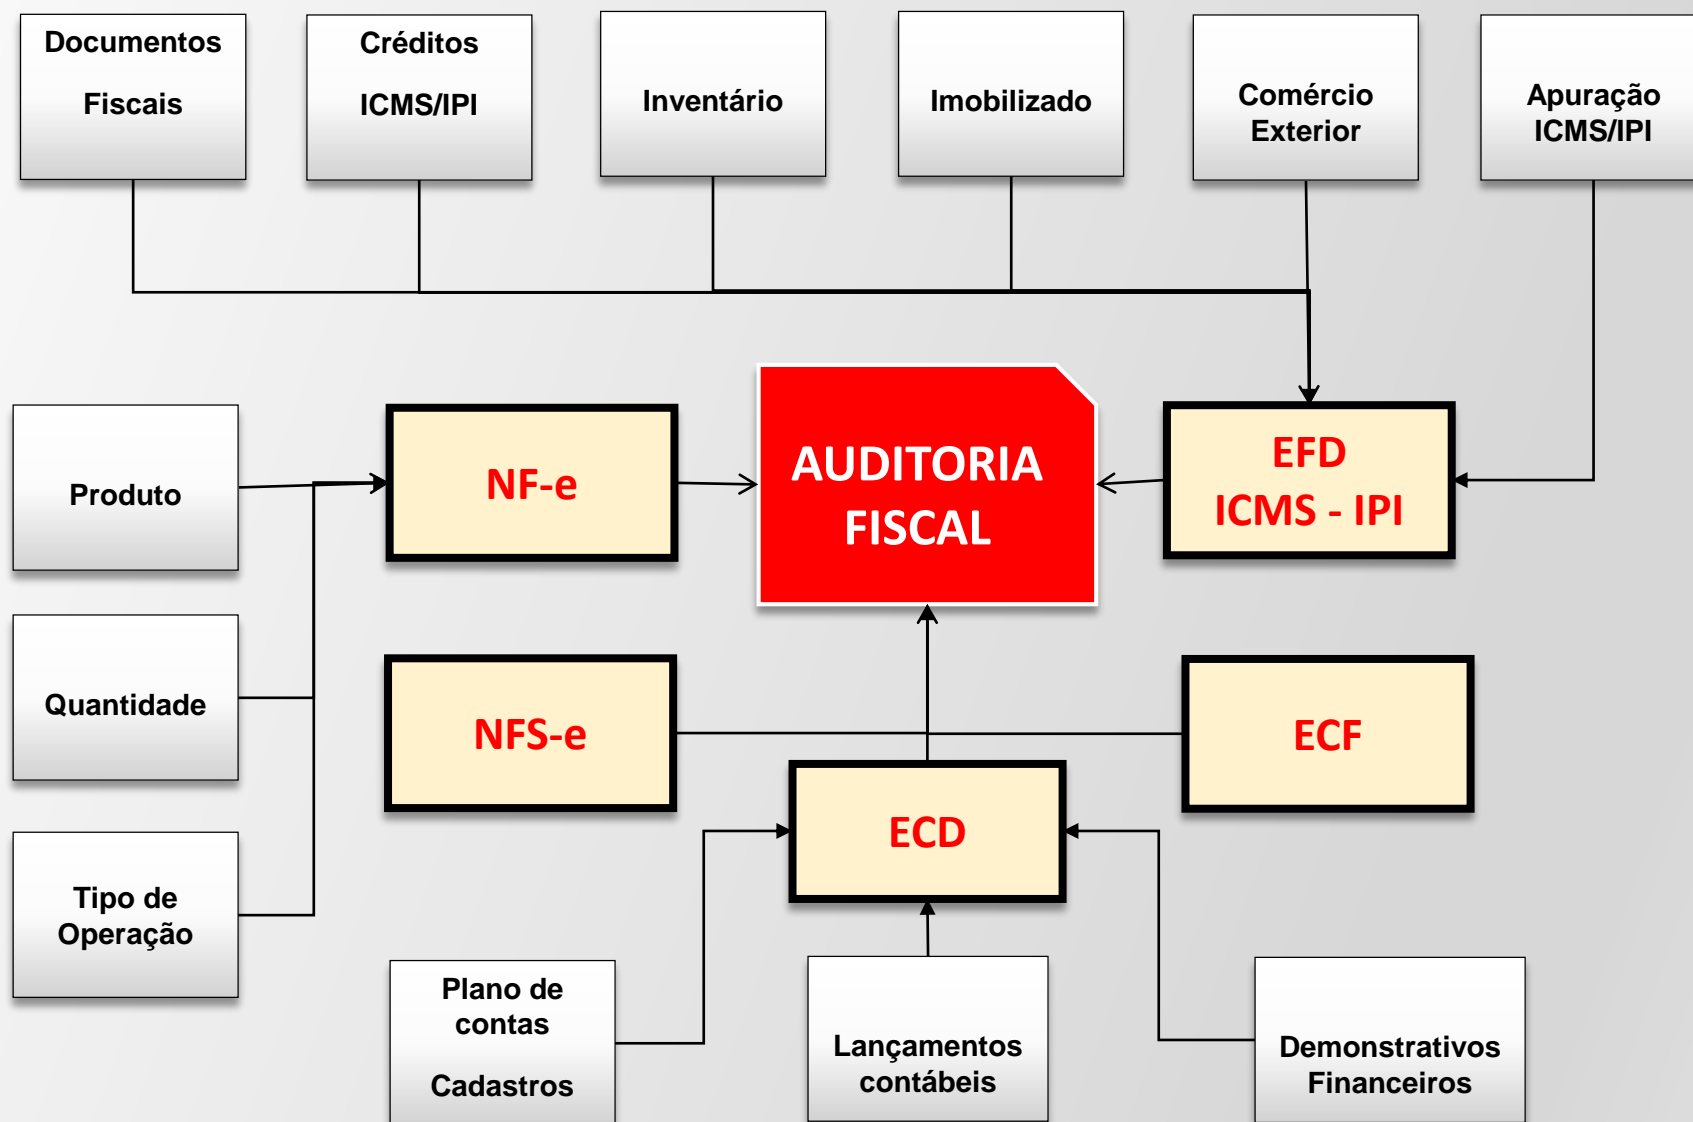 Documentos
Fiscais
Créditos
ICMS/IPI
Inventário
Imobilizado
Comércio
Exterior
Apuração
ICMS/IPI
Produto
NF-e
AUDITORIA
FISCAL
EFD
ICMS - IPI
Quantidade
NFS-e
ECF
ECD
Tipo de
Operação
Plano de
contas
Cadastros
Lançamentos
contábeis
Demonstrativos
Financeiros